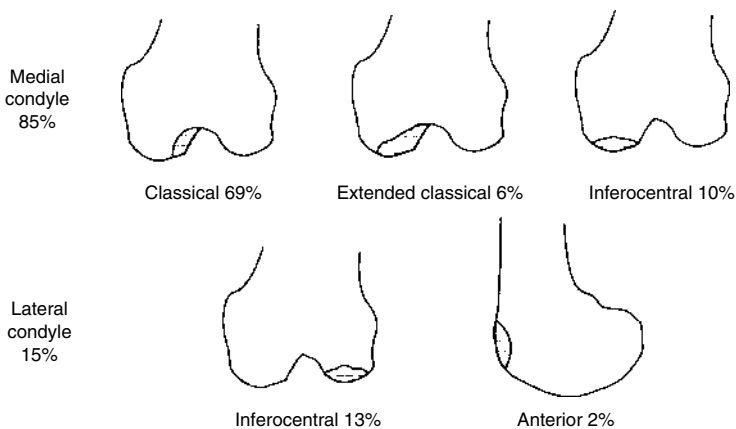 Medial
condyle
85%
Classical 69%
Extended classical 6%
Inferocentral 10%
Lateral
condyle
15%
Inferocentral 13%
Anterior 2%